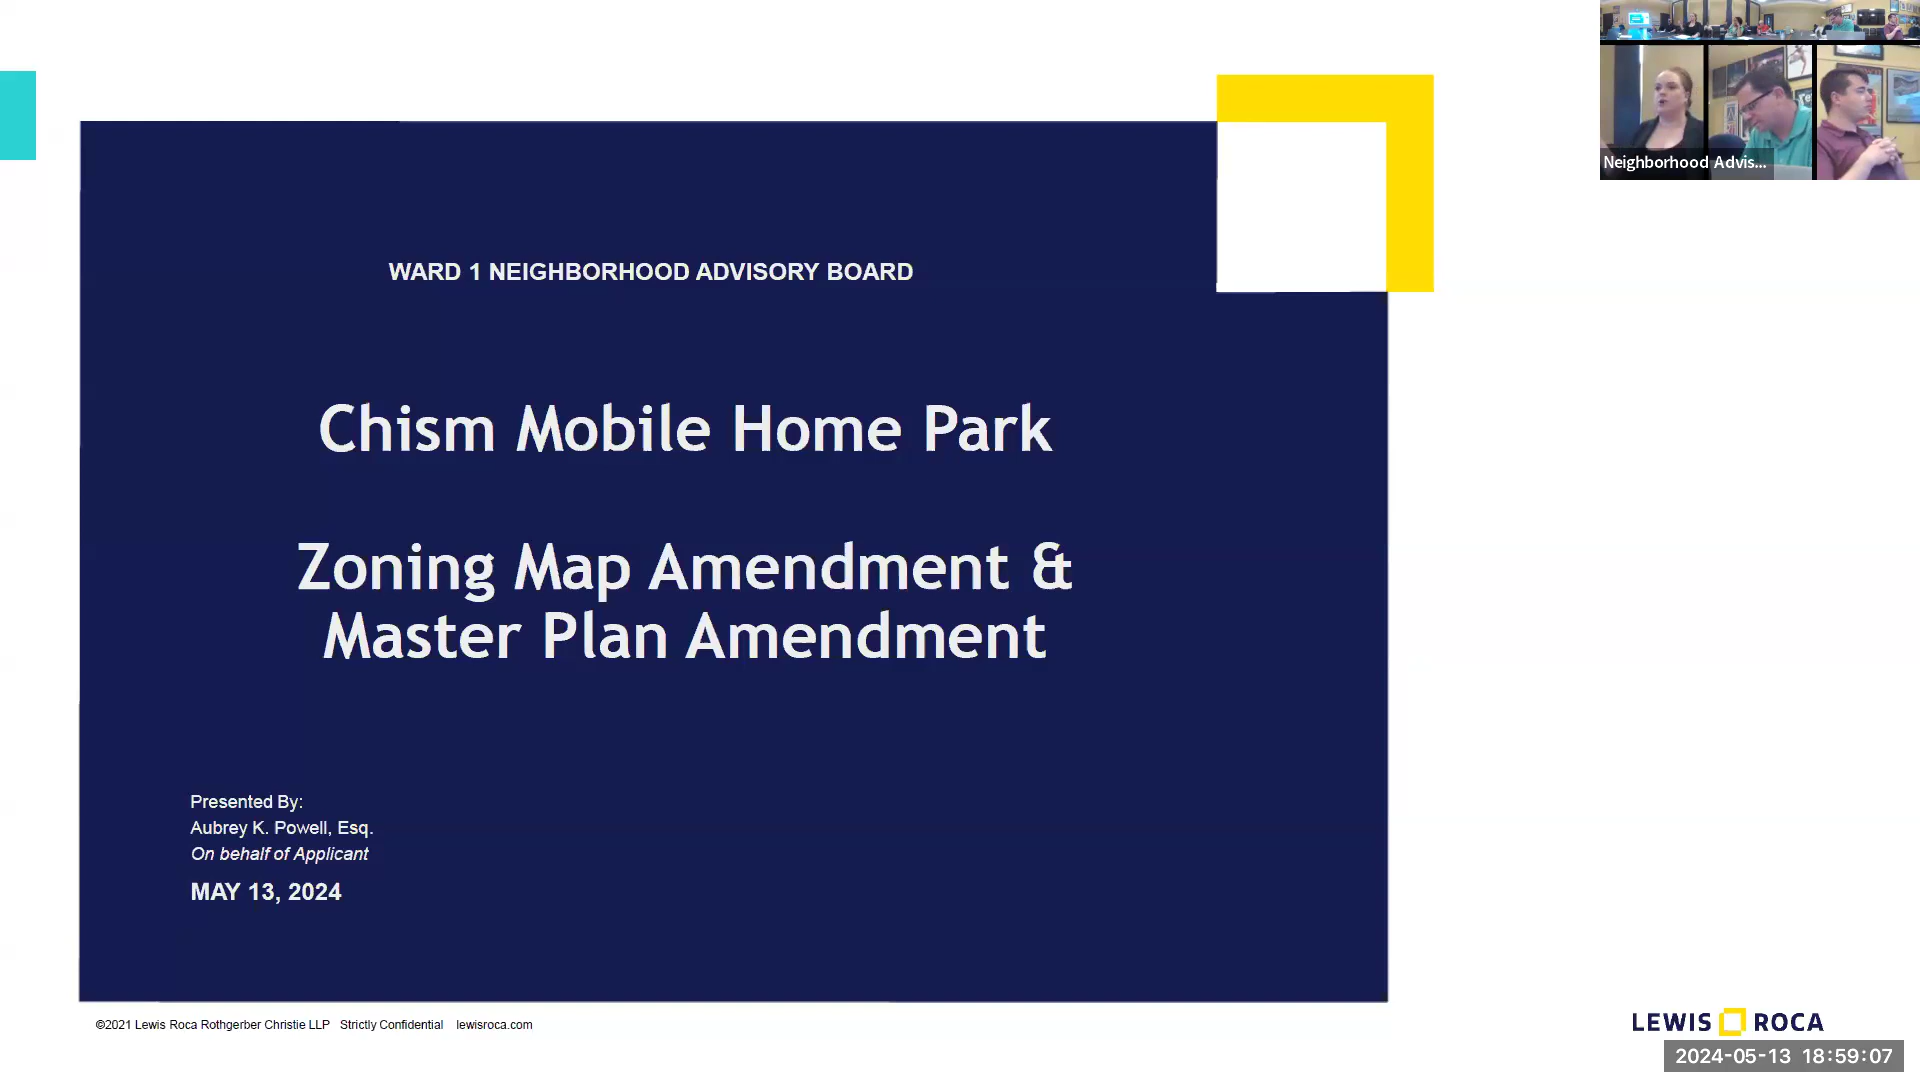 WARD 1 NEIGHBORHOOD ADVISORY BOARD
Chism Mobile Home Park
Zoning Map Amendment &
Master Plan Amendment
Presented By:
Aubrey K. Powell, Esq.
On behalf of Applicant
MAY 13, 2024
©2021 Lewis Roca Rothgerber Christie LLP Strictly Confidential lewisroca.com
LEWIS ROCA
2024-05-13 18:59:07
Neighborhood Advis...